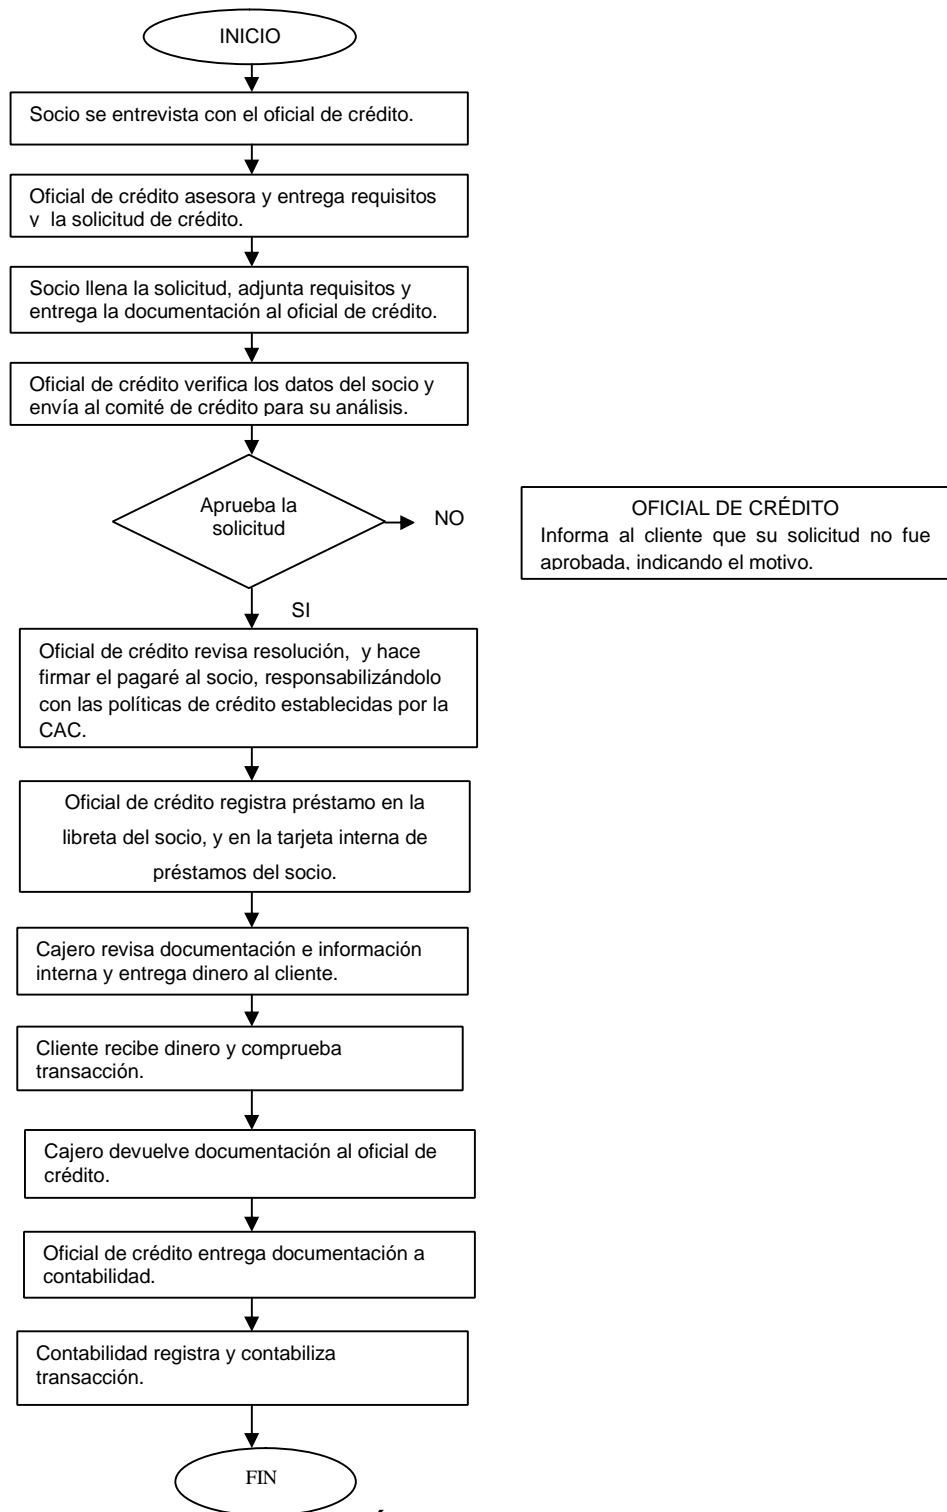 INICIO
Socio se entrevista con el oficial de crédito.
Oficial de crédito asesora y entrega requisitos
y la solicitud de crédito.
Socio llena la solicitud, adjunta requisitos y
entrega la documentación al oficial de crédito.
Oficial de crédito verifica los datos del socio y
envía al comité de crédito para su análisis.
Aprueba la
solicitud
NO
OFICIAL DE CRÉDITO
Informa al cliente que su solicitud no fue
aprobada, indicando el motivo.
SI
Oficial de crédito revisa resolución, y hace
firmar el pagaré al socio, responsabilizándolo
con las políticas de crédito establecidas por la
CAC.
Oficial de crédito registra préstamo en la
libreta del socio, y en la tarjeta interna de
préstamos del socio.
Cajero revisa documentación e información
interna y entrega dinero al cliente.
Cliente recibe dinero y comprueba
transacción.
Cajero devuelve documentación al oficial de
crédito.
Oficial de crédito entrega documentación a
contabilidad.
Contabilidad registra y contabiliza
transacción.
FIN